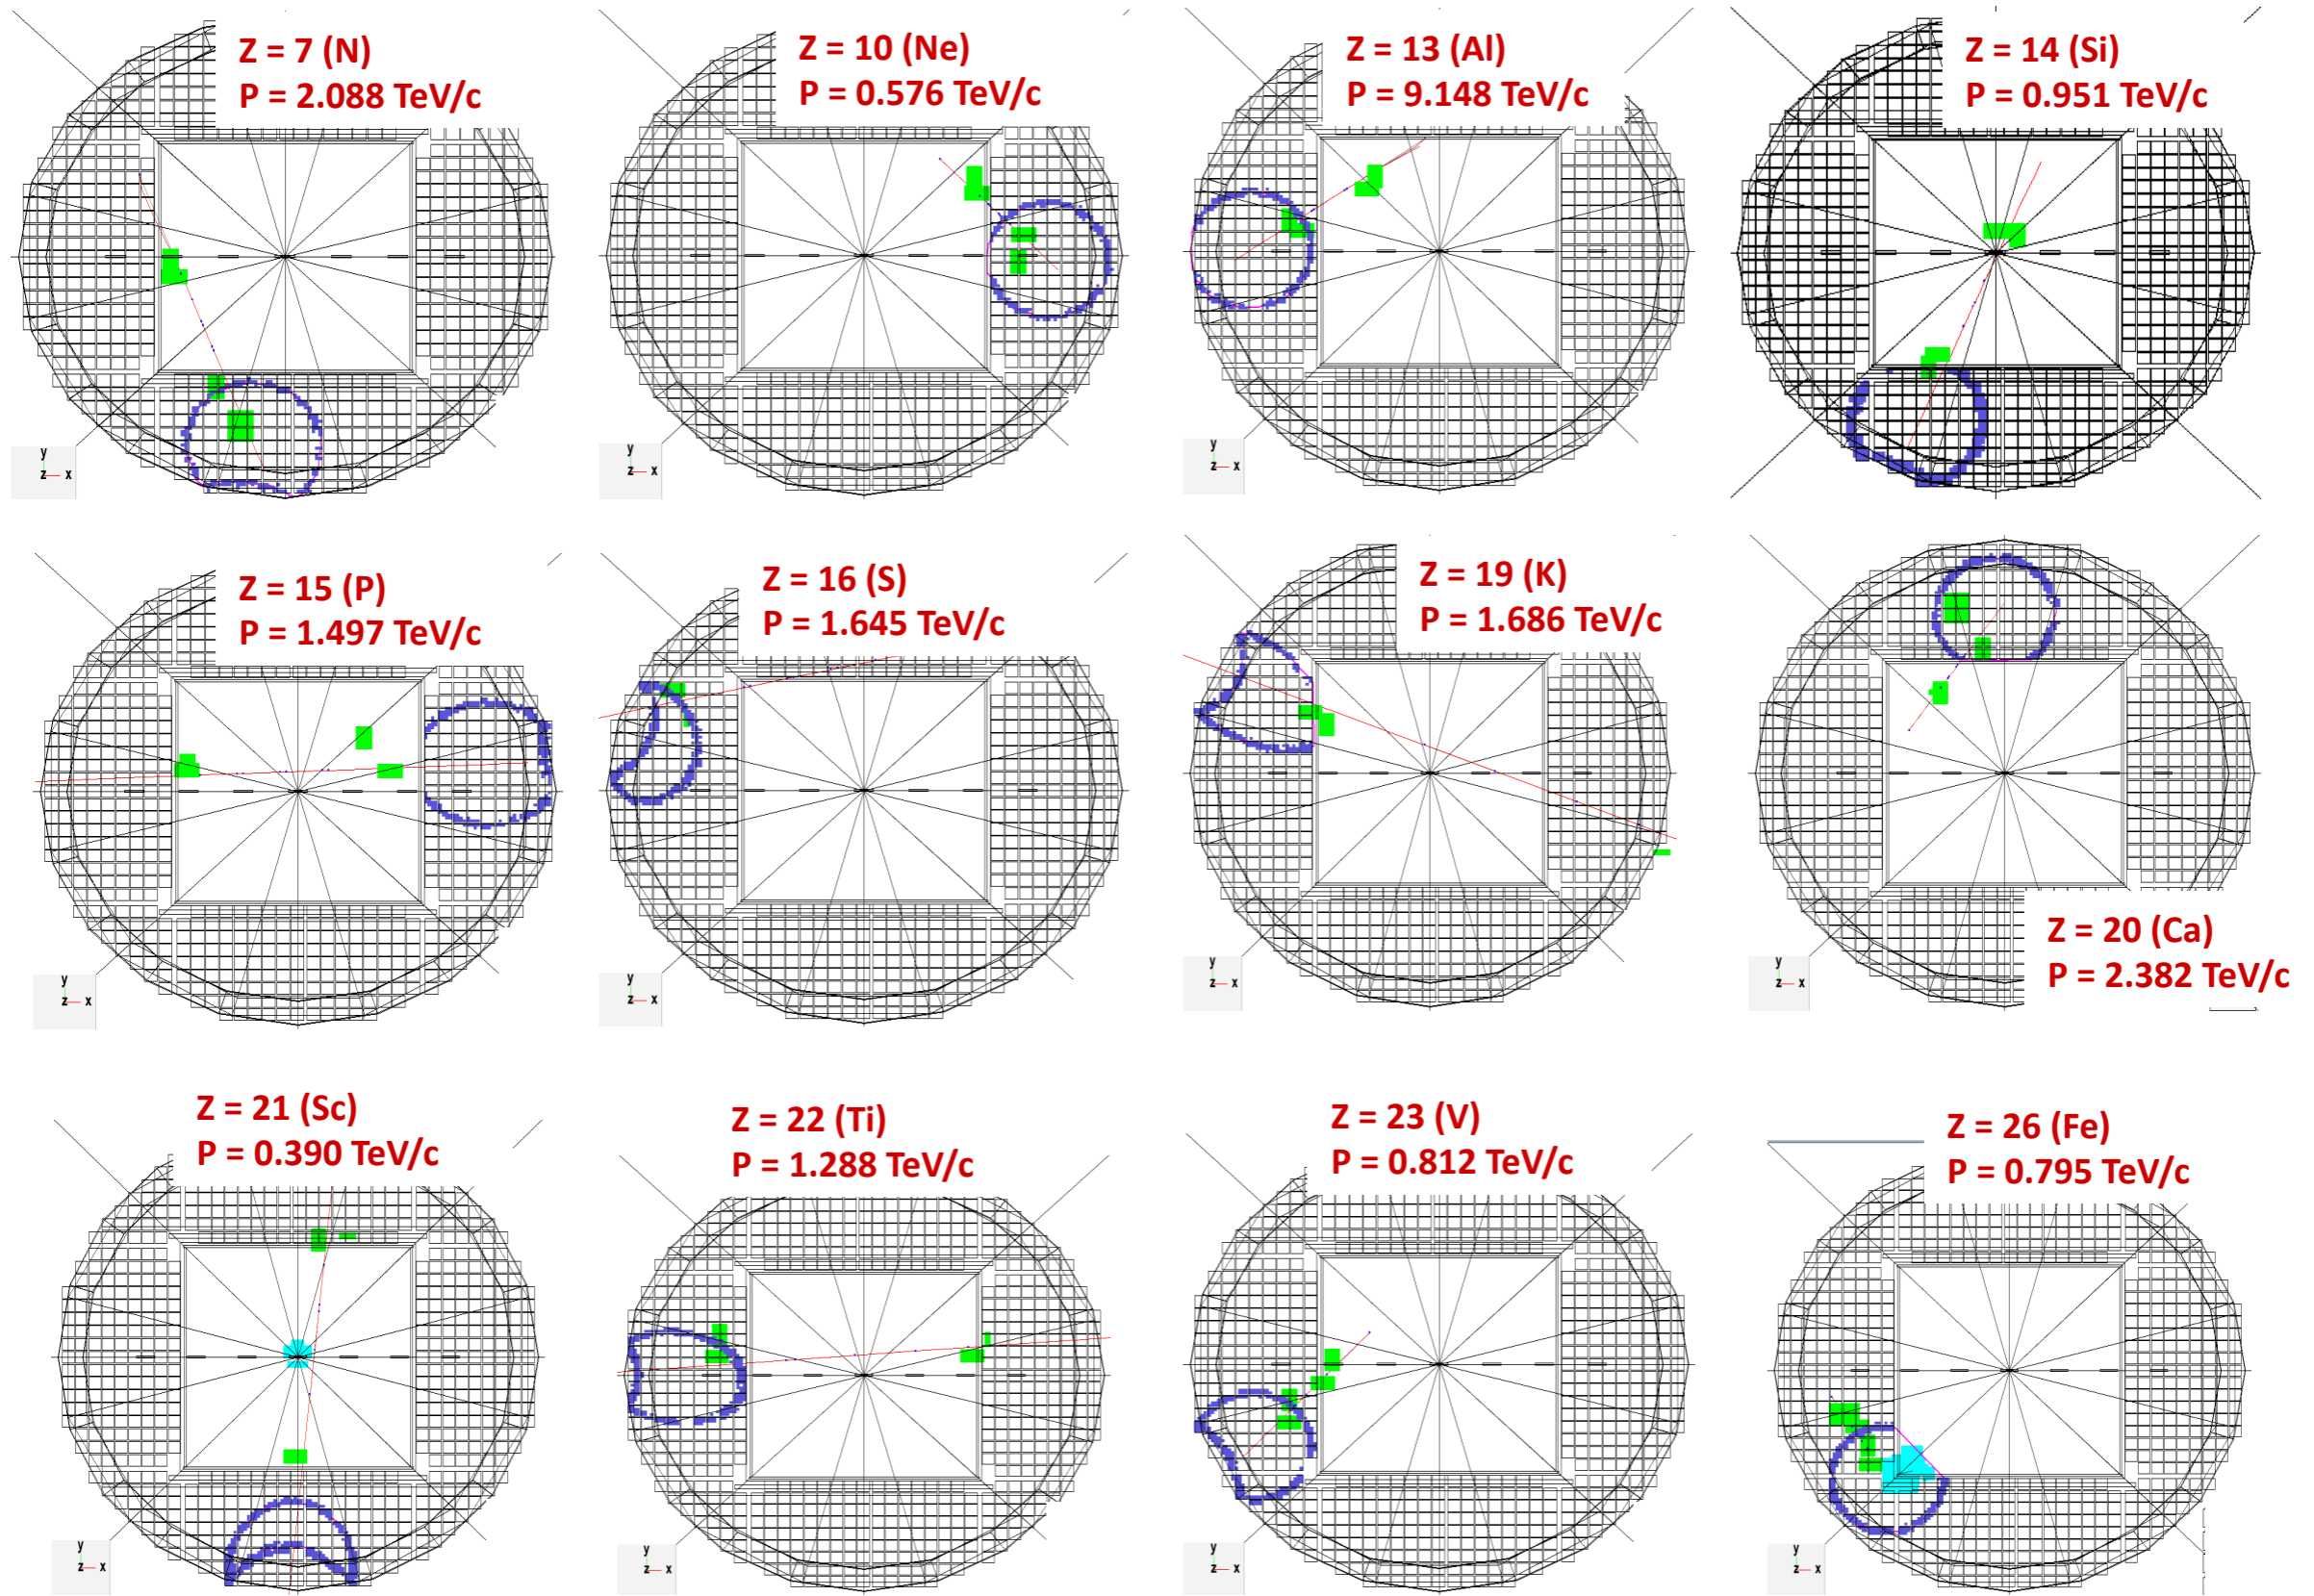 Z = 7 (N)
P = 2.088 TeV/c
Z = 10 (Ne)
P = 0.576 TeV/c
Z = 13 (Al)
P = 9.148 TeV/c
Z = 14 (Si)
P = 0.951 TeV/c
y
z x
y
z x
y
z x
y
z x
Z = 15 (P)
P = 1.497 TeV/c
Z = 16 (S)
P = 1.645 TeV/c
Z = 19 (K)
P = 1.686 TeV/c
Z = 20 (Ca)
P = 2.382 TeV/c
y
z x
y
z x
y
z x
y
z x
Z = 21 (Sc)
P = 0.390 TeV/c
Z = 22 (Ti)
P = 1.288 TeV/c
Z = 23 (V)
P = 0.812 TeV/c
Z = 26 (Fe)
P = 0.795 TeV/c
y
z x
y
z x
y
z x
y
z x